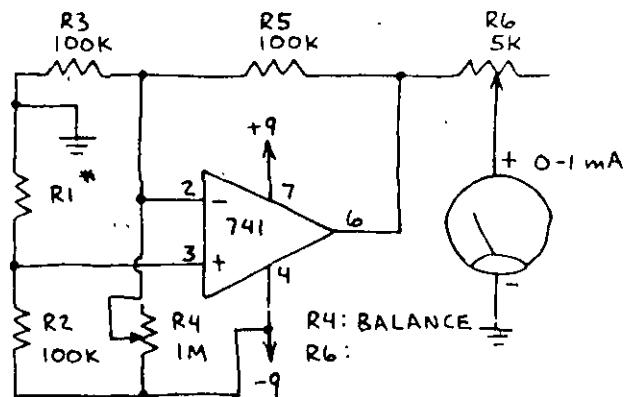 R3
100K
R5
100K
R6
5K
+9
+ 0-1 mA
R1*
2 -
7
741
6
3 +
4
-
R2
100K
R4
1M
R4: BALANCE
R6:
-9